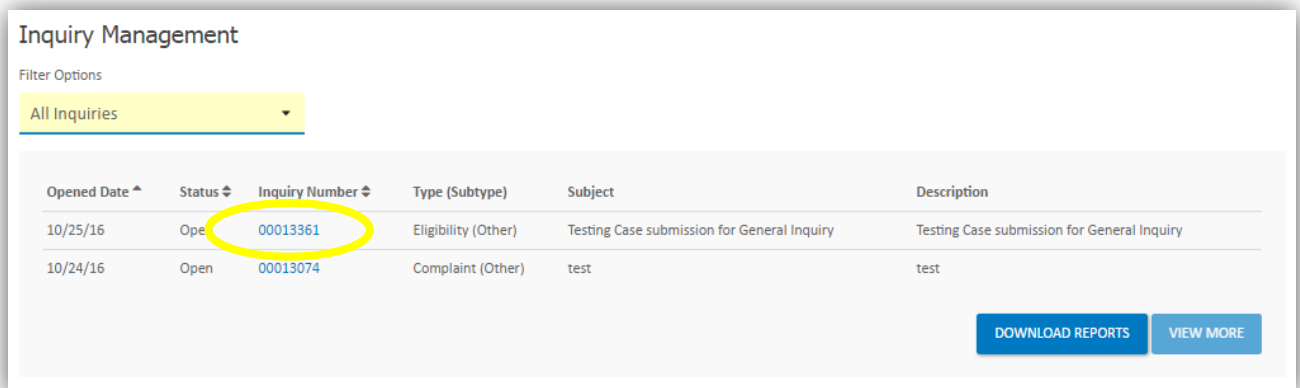 Inquiry Management
Filter Options
All Inquiries
Opened Date Status Inquiry Number Type (Subtype) Subject Description
10/25/16 Ope 00013361 Eligibility (Other) Testing Case submission for General Inquiry Testing Case submission for General Inquiry
10/24/16 Open 00013074 Complaint (Other) test test
DOWNLOAD REPORTS VIEW MORE